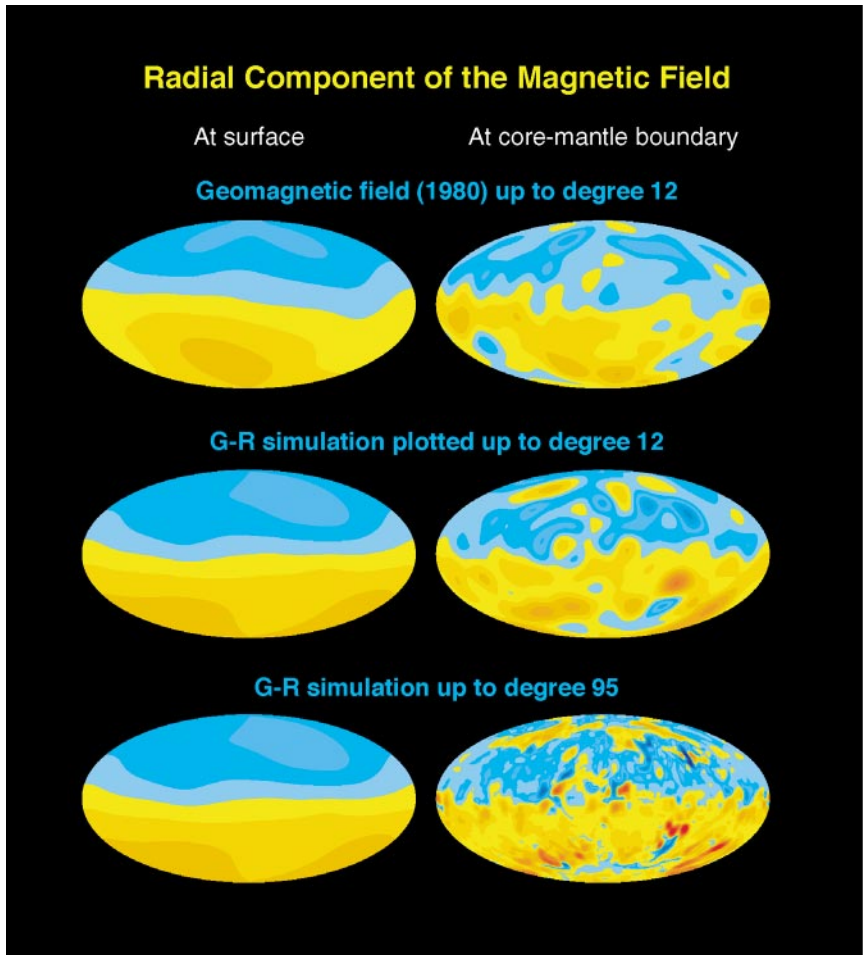 Radial Component of the Magnetic Field
At surface
At core-mantle boundary
Geomagnetic field (1980) up to degree 12
G-R simulation plotted up to degree 12
G-R simulation up to degree 95